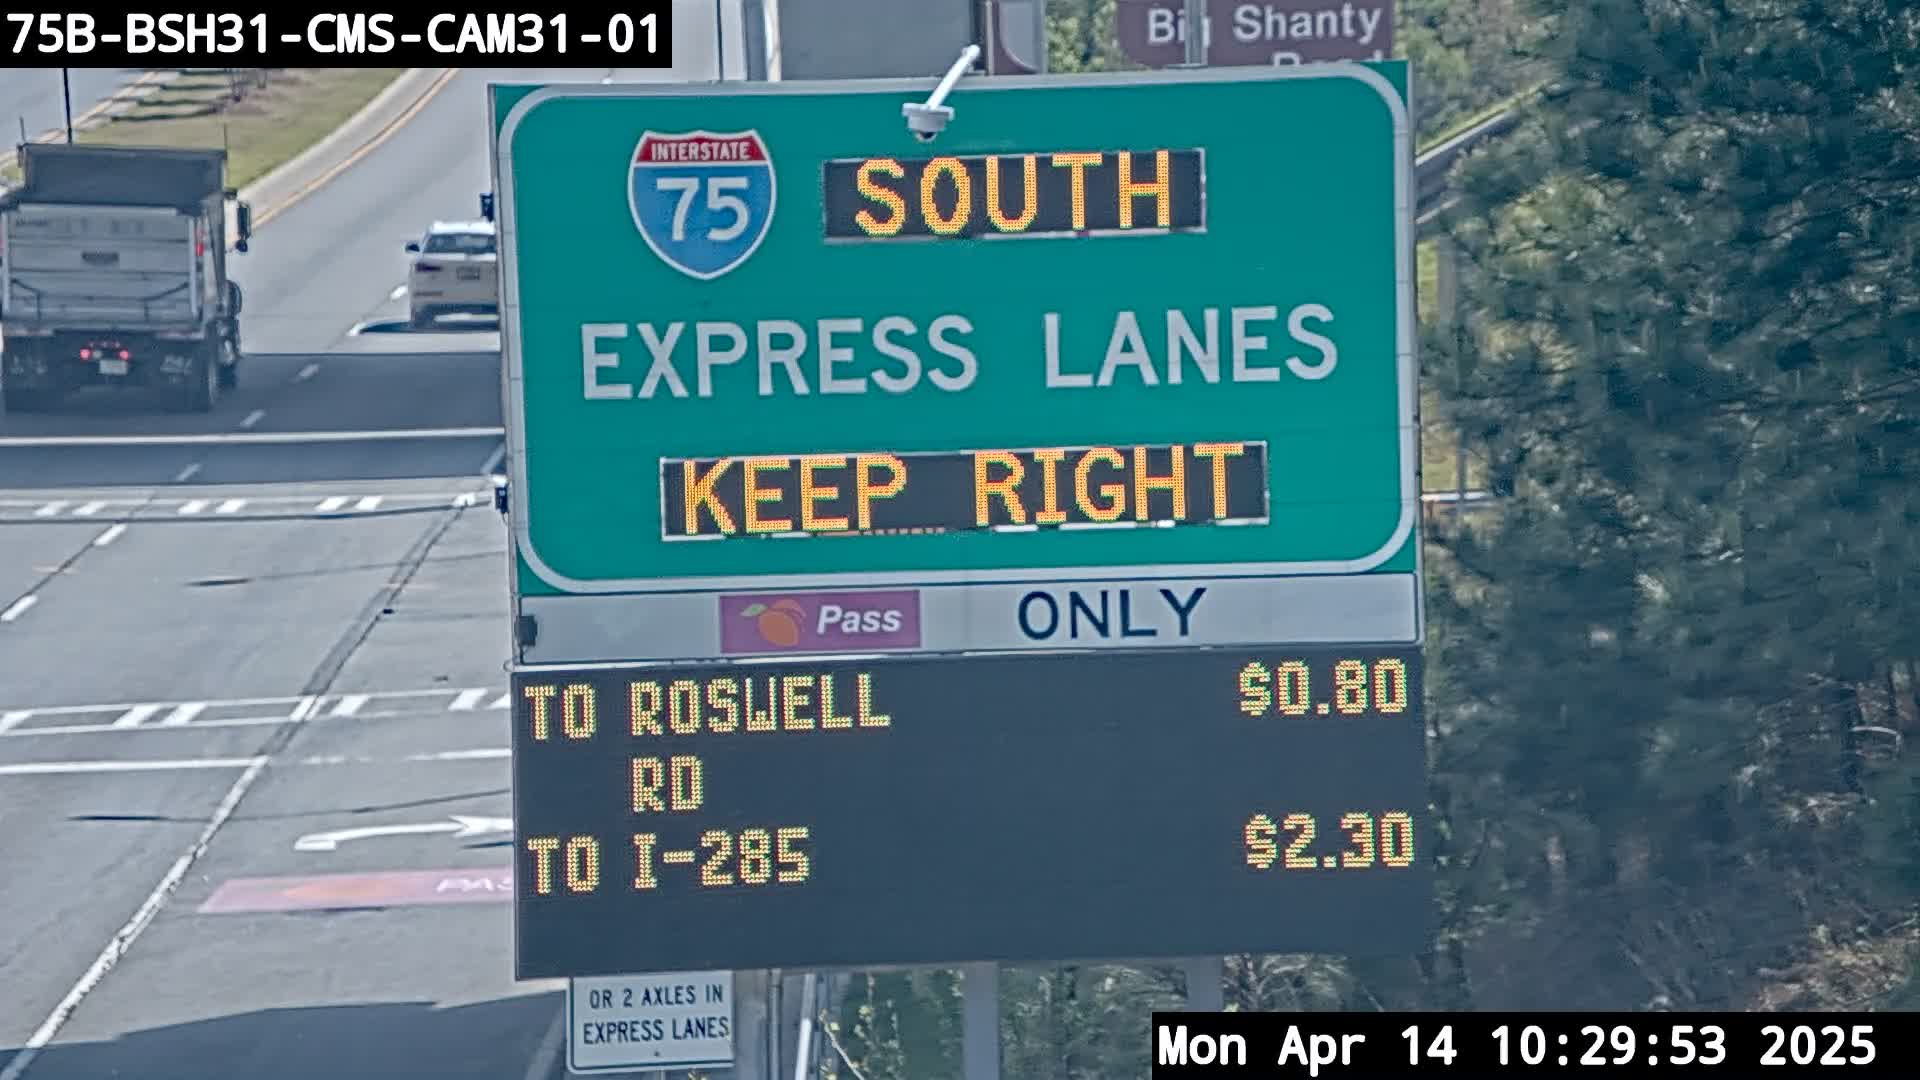 75B-BSH31-CMS-CAM31-01
Big Shanty
Road
INTERSTATE
75
SOUTH
EXPRESS LANES
KEEP RIGHT
Pass ONLY
TO ROSWELL $0.80
RD
TO I-285 $2.30
OR 2 AXLES IN
EXPRESS LANES
Mon Apr 14 10:29:53 2025